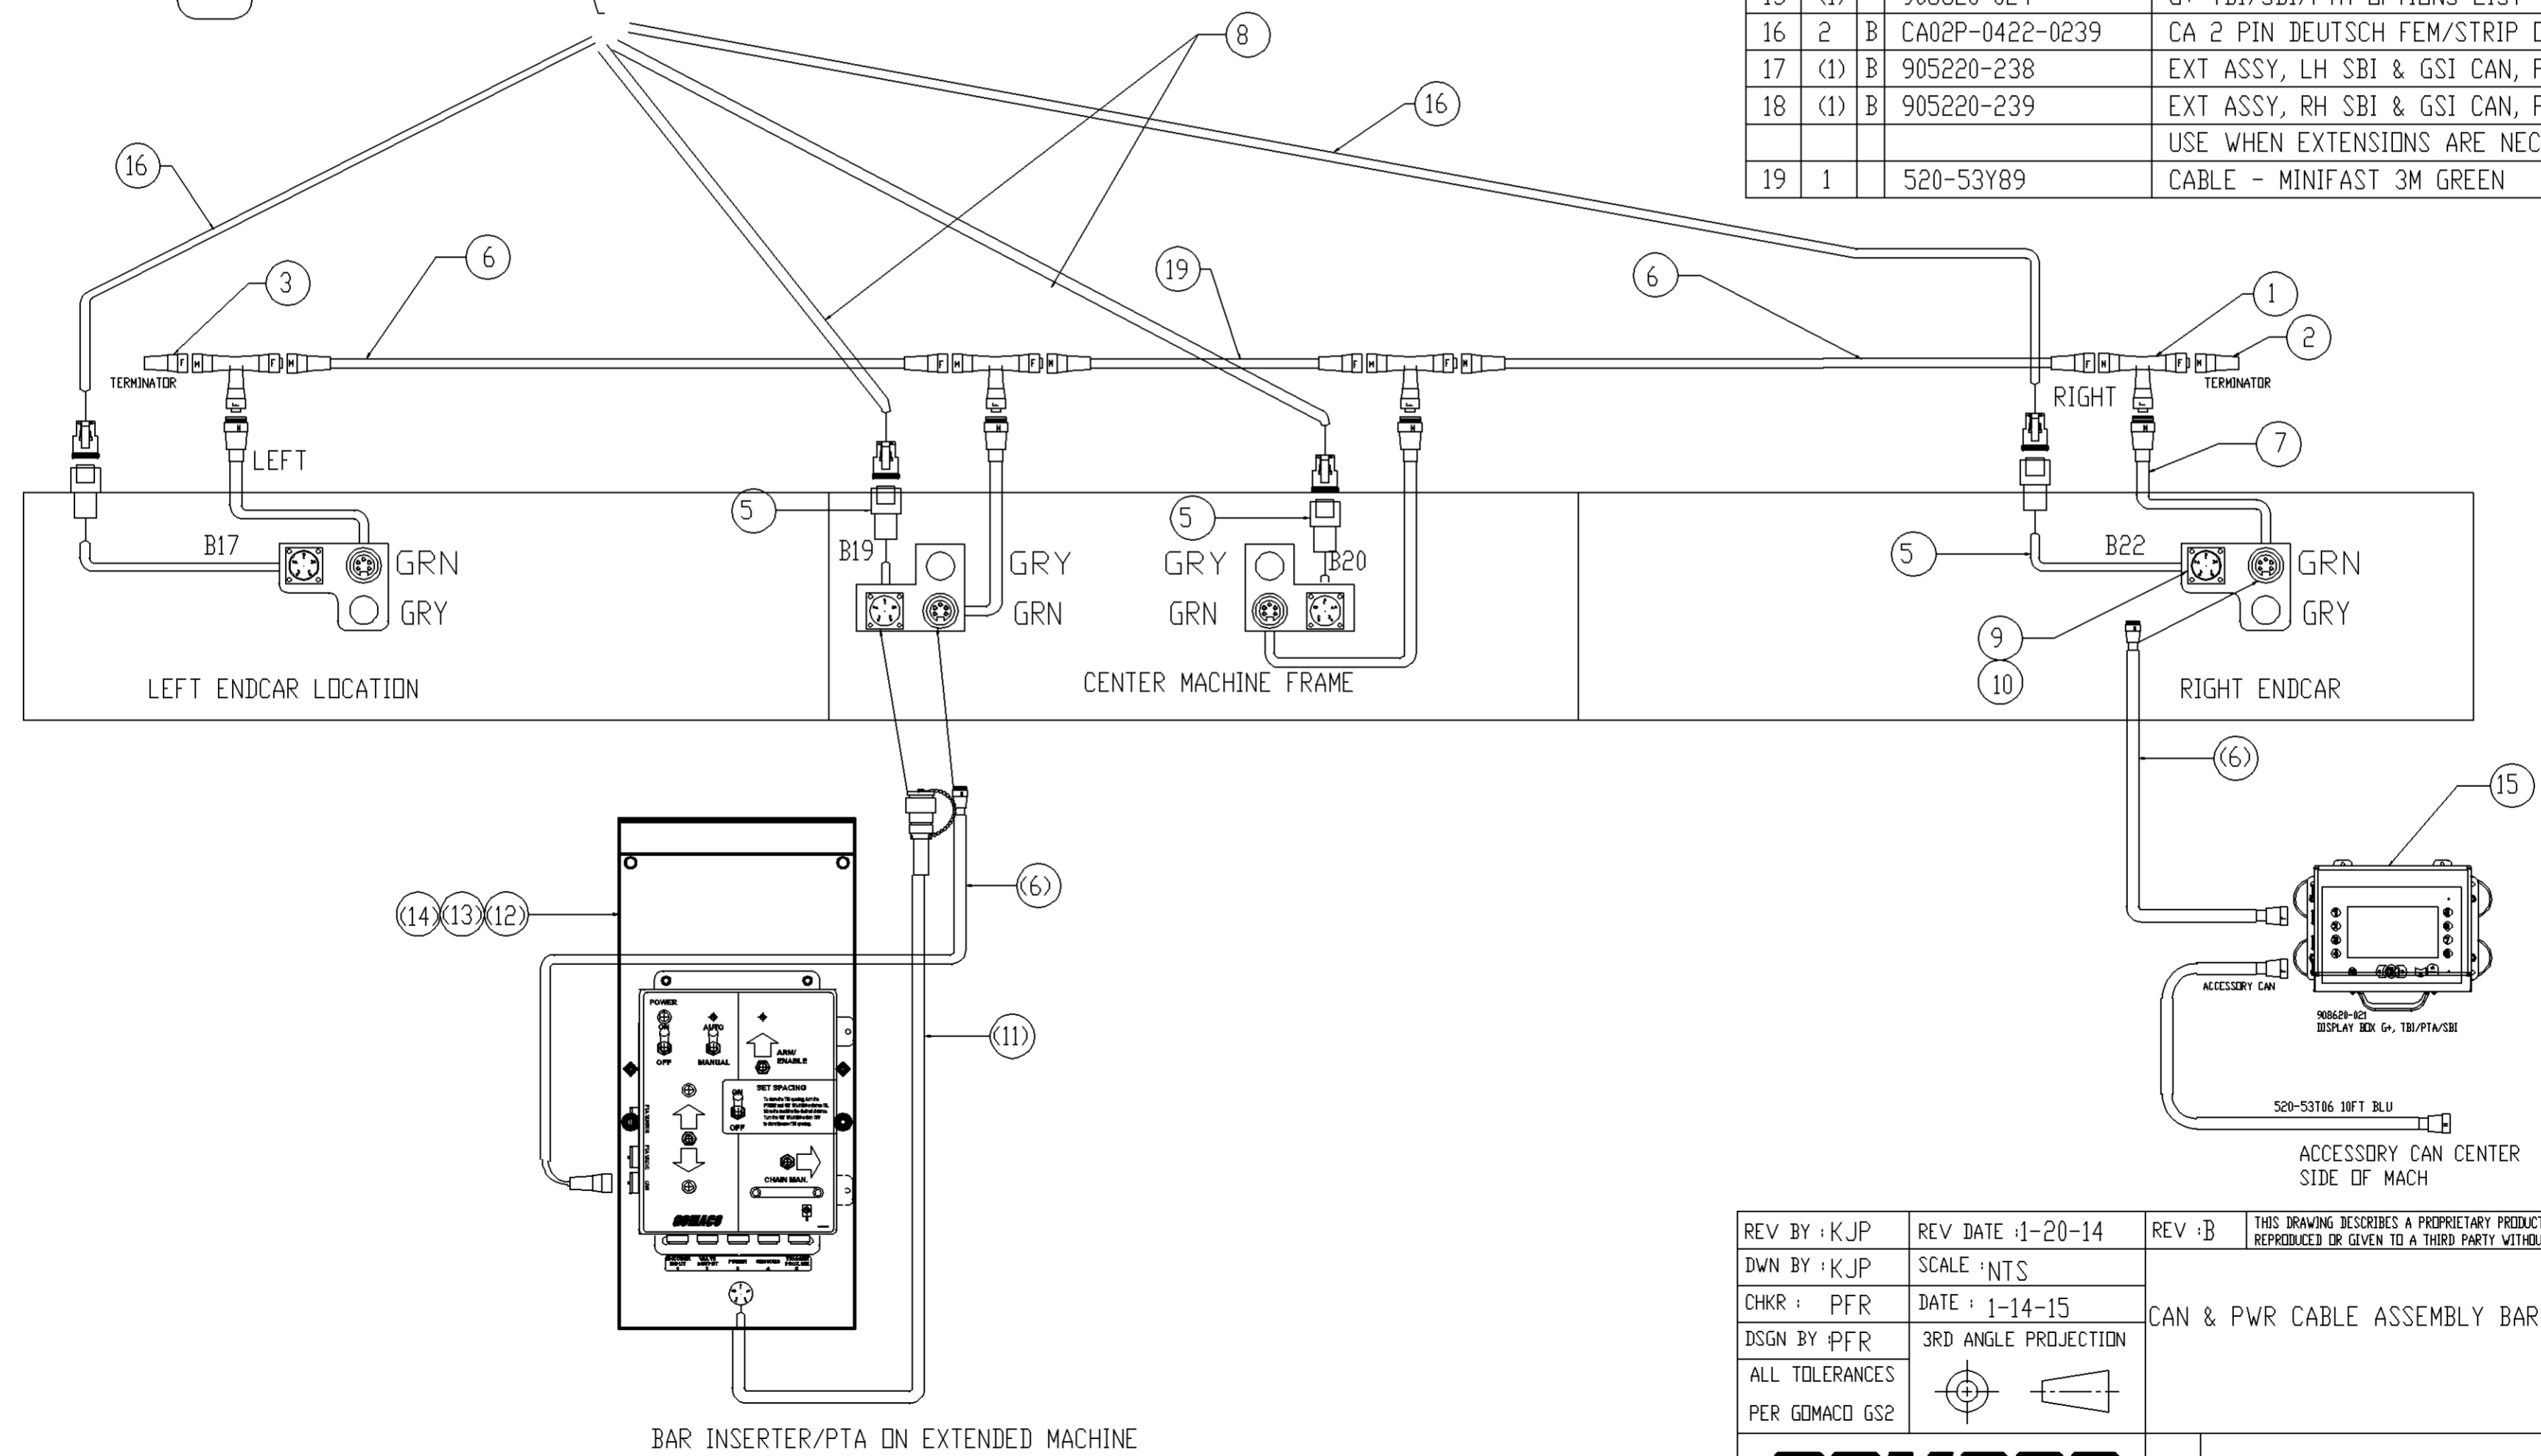 16 2 B CA02P-0422-0239 CA 2 PIN DEUTSCH FEM/STRIP
17 (1) B 905220-238 EXT ASSY, LH SBI & GSI CAN,
18 (1) B 905220-239 EXT ASSY, RH SBI & GSI CAN,
USE WHEN EXTENSIONS ARE
19 1 520-53Y89 CABLE - MINIFAST 3M GREEN
8
16
16
3
6
19
6
1
2
TERMINATOR
F M F M
F M F M
F M F M
F M F M
TERMINATOR
LEFT
RIGHT
7
5
5
5
B17
GRN
GRY
B19
GRY
GRN
GRY
GRN
B20
B22
GRN
GRY
9
10
LEFT ENDCAR LOCATION
CENTER MACHINE FRAME
RIGHT ENDCAR
(6)
15
(14) (13) (12)
(6)
(11)
POWER
ON
OFF
AUTO
MANUAL
ARM/
ENABLE
SET SPACING
ON
OFF
CHAIN MAN.
PTA VALVE
CAN
GOMACO
POWER
1 2 3 4 5
ACCESSORY CAN
908620-021
DISPLAY BOX G+, TBI/PTA/SBI
520-53T06 10FT BLU
ACCESSORY CAN CENTER
SIDE OF MACH
BAR INSERTER/PTA ON EXTENDED MACHINE
REV BY : KJP REV DATE : 1-20-14 REV : B THIS DRAWING DESCRIBES A PROPRIETARY
REPRODUCED OR GIVEN TO A THIRD PARTY
DWN BY : KJP SCALE : NTS
CHKR : PFR DATE : 1-14-15
CAN & PWR CABLE ASSEMBLY BAR
DSGN BY : PFR 3RD ANGLE PROJECTION
ALL TOLERANCES
PER GOMACO GS2